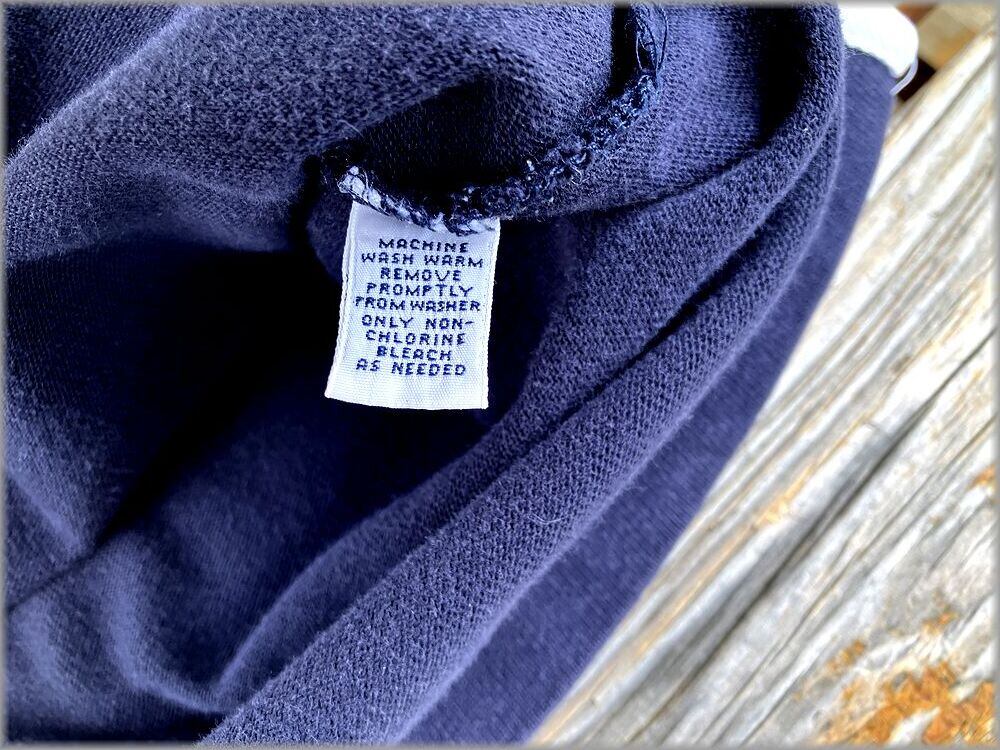 MACHINE
WASH WARM
REMOVE
PROMPTLY
FROM WASHER
ONLY NON-
CHLORINE
BLEACH
AS NEEDED